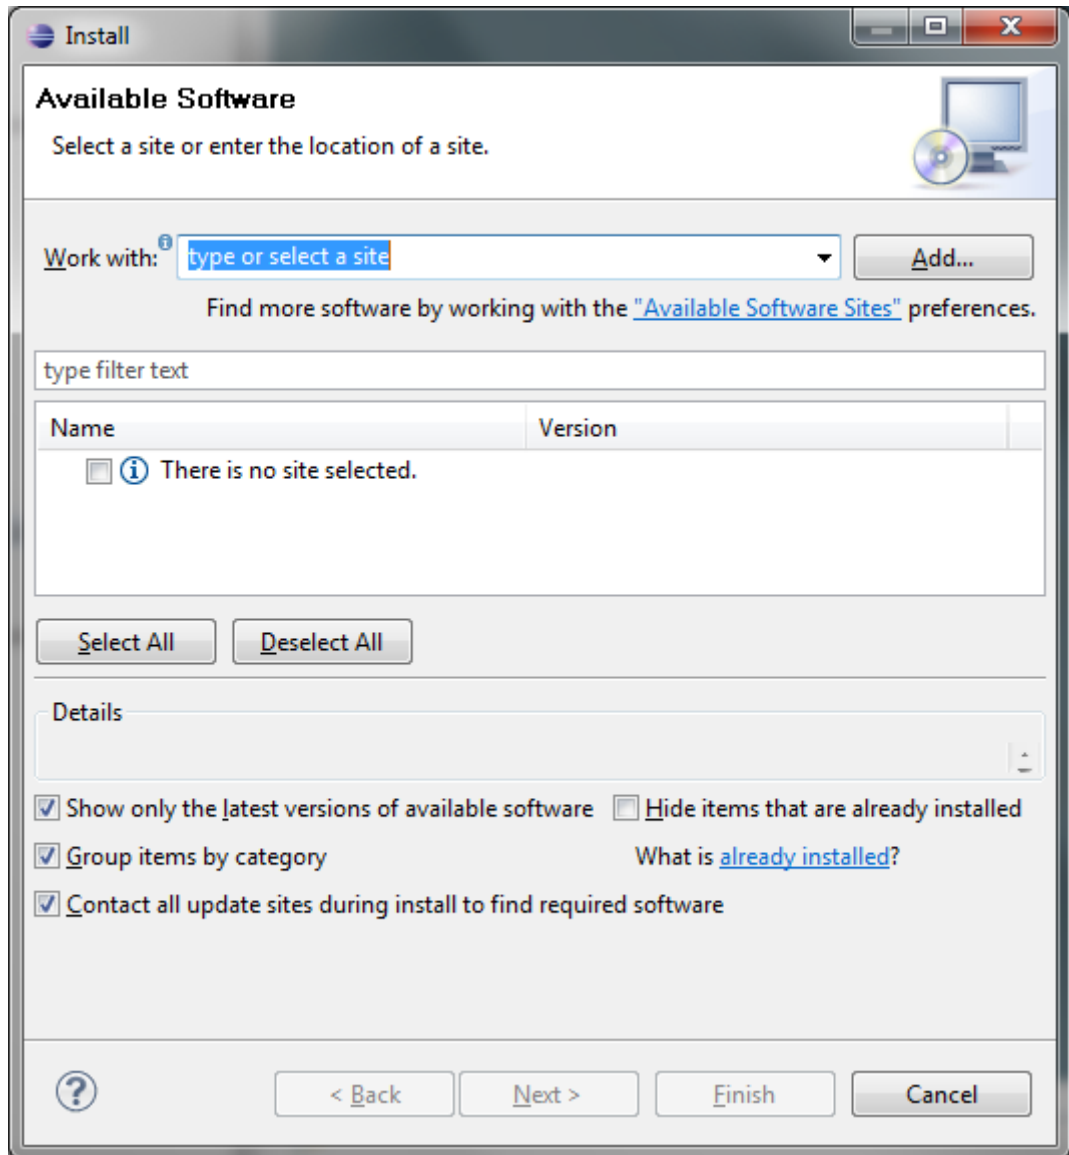 Install
Available Software
Select a site or enter the location of a site.
Work with: type or select a site Add...
Find more software by working with the "Available Software Sites" preferences.
type filter text
Name Version
There is no site selected.
Select All Deselect All
Details
Show only the latest versions of available software Hide items that are already installed
Group items by category What is already installed?
Contact all update sites during install to find required software
< Back Next > Finish Cancel